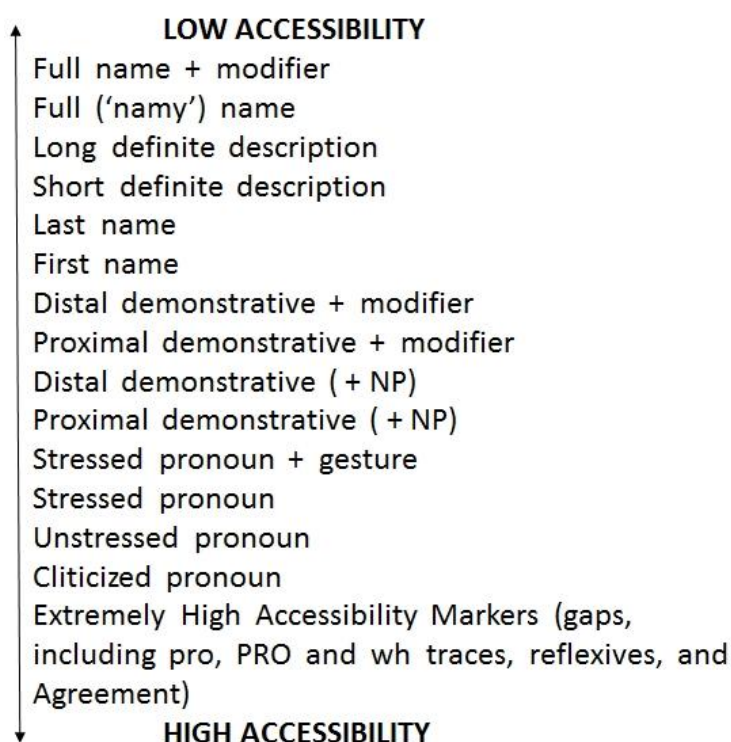 LOW ACCESSIBILITY
Full name + modifier
Full (‘namy’) name
Long definite description
Short definite description
Last name
First name
Distal demonstrative + modifier
Proximal demonstrative + modifier
Distal demonstrative ( + NP)
Proximal demonstrative ( + NP)
Stressed pronoun + gesture
Stressed pronoun
Unstressed pronoun
Cliticized pronoun
Extremely High Accessibility Markers (gaps,
including pro, PRO and wh traces, reflexives, and
Agreement)
HIGH ACCESSIBILITY